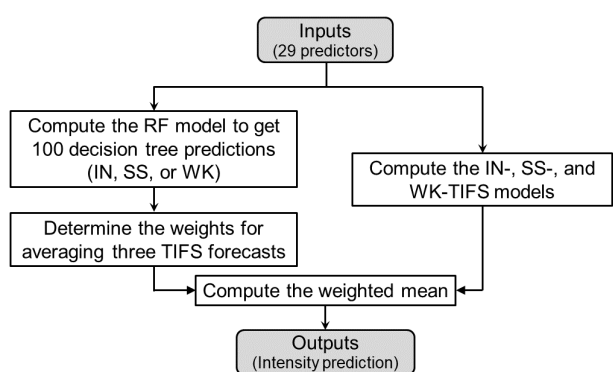 Inputs
(29 predictors)
Compute the RF model to get
100 decision tree predictions
(IN, SS, or WK)
Compute the IN-, SS-, and
WK-TIFS models
Determine the weights for
averaging three TIFS forecasts
Compute the weighted mean
Outputs
(Intensity prediction)